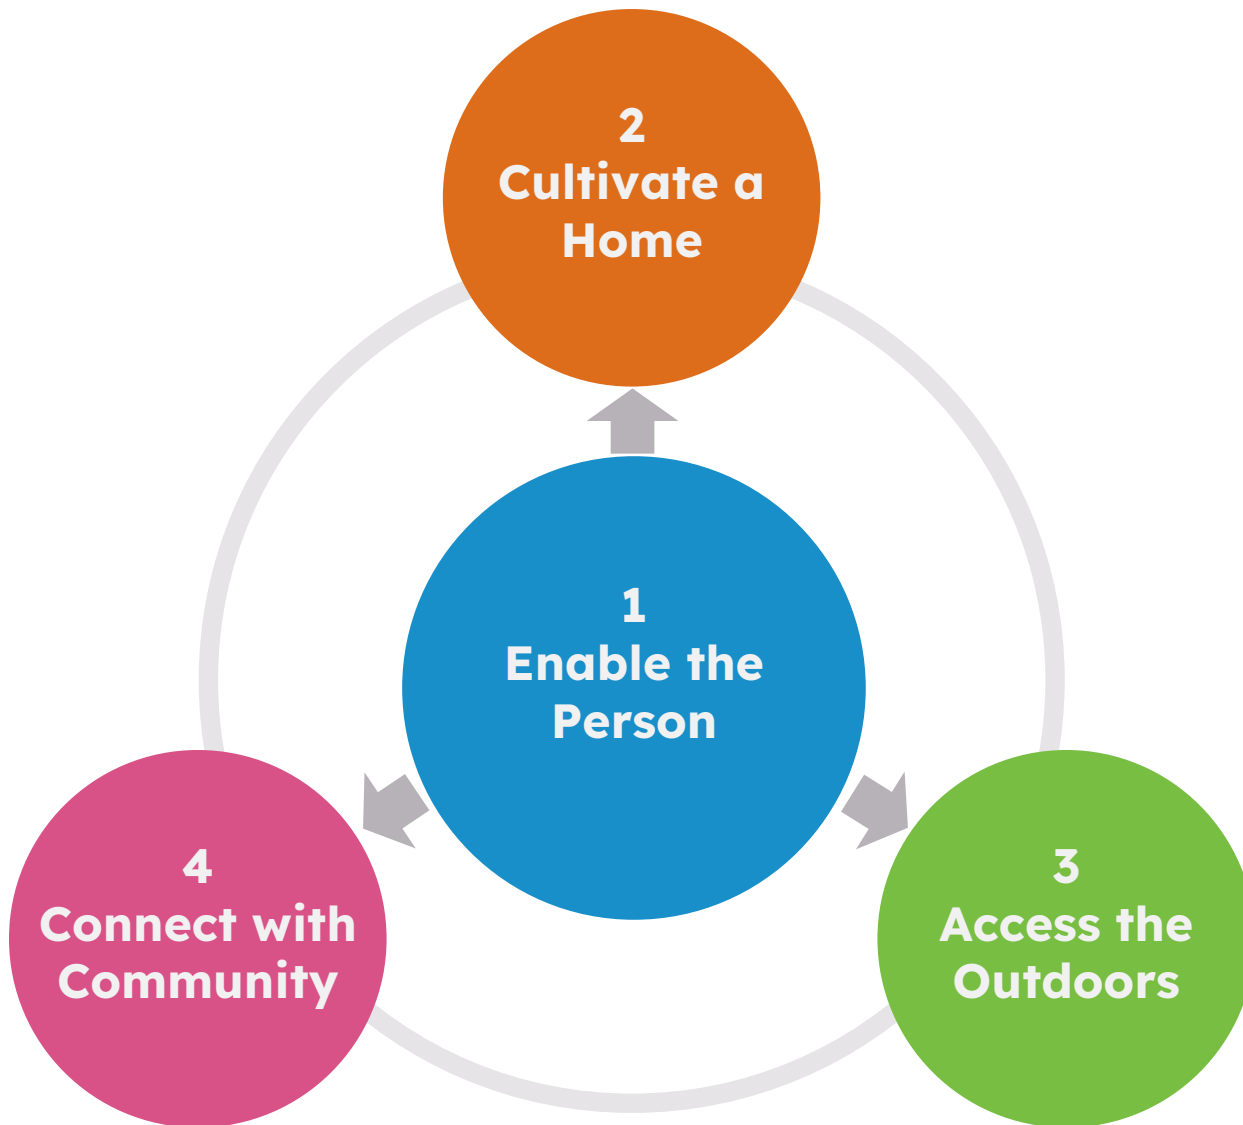 2
Cultivate a
Home
1
Enable the
Person
4
Connect with
Community
3
Access the
Outdoors